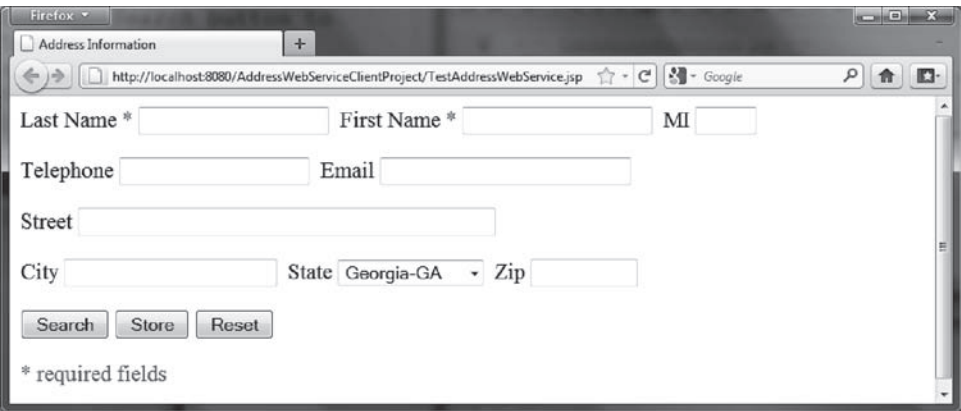 Firefox
Address Information
http://localhost:8080/AddressWebServiceClientProject/TestAddressWebService.jsp
Google
Last Name * First Name * MI
Telephone Email
Street
City State Georgia-GA Zip
Search Store Reset
* required fields